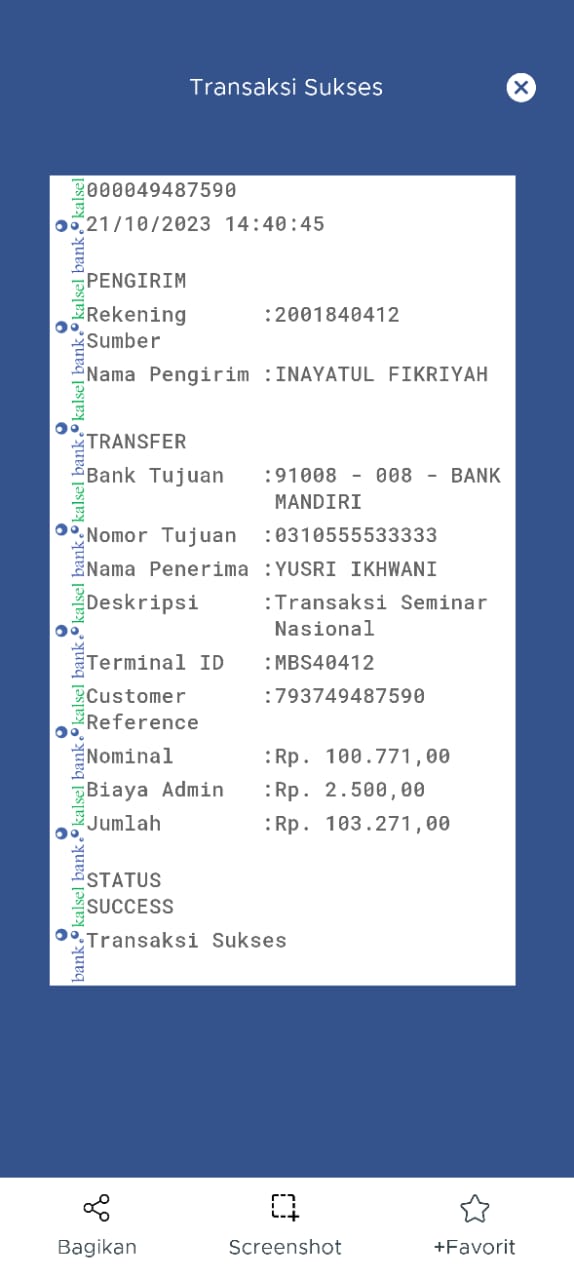 Transaksi Sukses
000049487590
21/10/2023 14:40:45
PENGIRIM
Rekening :2001840412
Sumber
Nama Pengirim :INAYATUL FIKRIYAH
TRANSFER
Bank Tujuan :91008 - 008 - BANK
MANDIRI
Nomor Tujuan :0310555533333
Nama Penerima :YUSRI IKHWANI
Deskripsi :Transaksi Seminar
Nasional
Terminal ID :MBS40412
Customer :793749487590
Reference
Nominal :Rp. 100.771,00
Biaya Admin :Rp. 2.500,00
Jumlah :Rp. 103.271,00
STATUS
SUCCESS
Transaksi Sukses
bank kalsel
bank kalsel
bank kalsel
bank kalsel
bank kalsel
bank kalsel
bank kalsel
bank kalsel
Bagikan
Screenshot
+Favorit